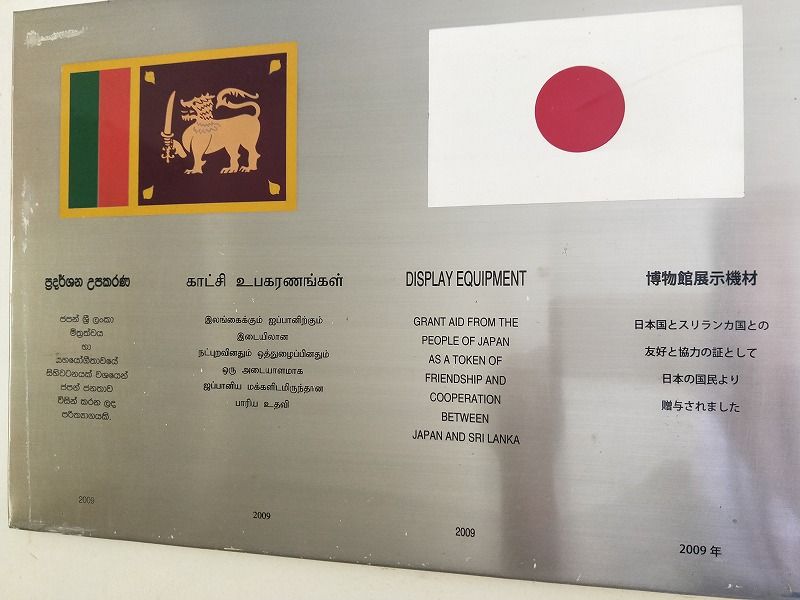 ප්‍රදර්ශන උපකරණ
ජපන් ශ්‍රී ලංකා
මිත්‍රත්වය
හා
සහයෝගීතාවයේ
සිහිවටනයක් වශයෙන්
ජපන් ජනතාව
විසින් කරන ලද
පරිත්‍යාගයකි.
2009
காட்சி உபகரணங்கள்
இலங்கைக்கும் ஜப்பானிற்கும்
இடையிலான
நட்புறவினதும் ஒத்துழைப்பினதும்
ஒரு அடையாளமாக
ஜப்பானிய மக்களிடமிருந்தான
பாரிய உதவி
2009
DISPLAY EQUIPMENT
GRANT AID FROM THE
PEOPLE OF JAPAN
AS A TOKEN OF
FRIENDSHIP AND
COOPERATION
BETWEEN
JAPAN AND SRI LANKA
2009
博物館展示機材
日本国とスリランカ国との
友好と協力の証として
日本の国民より
贈与されました
2009 年